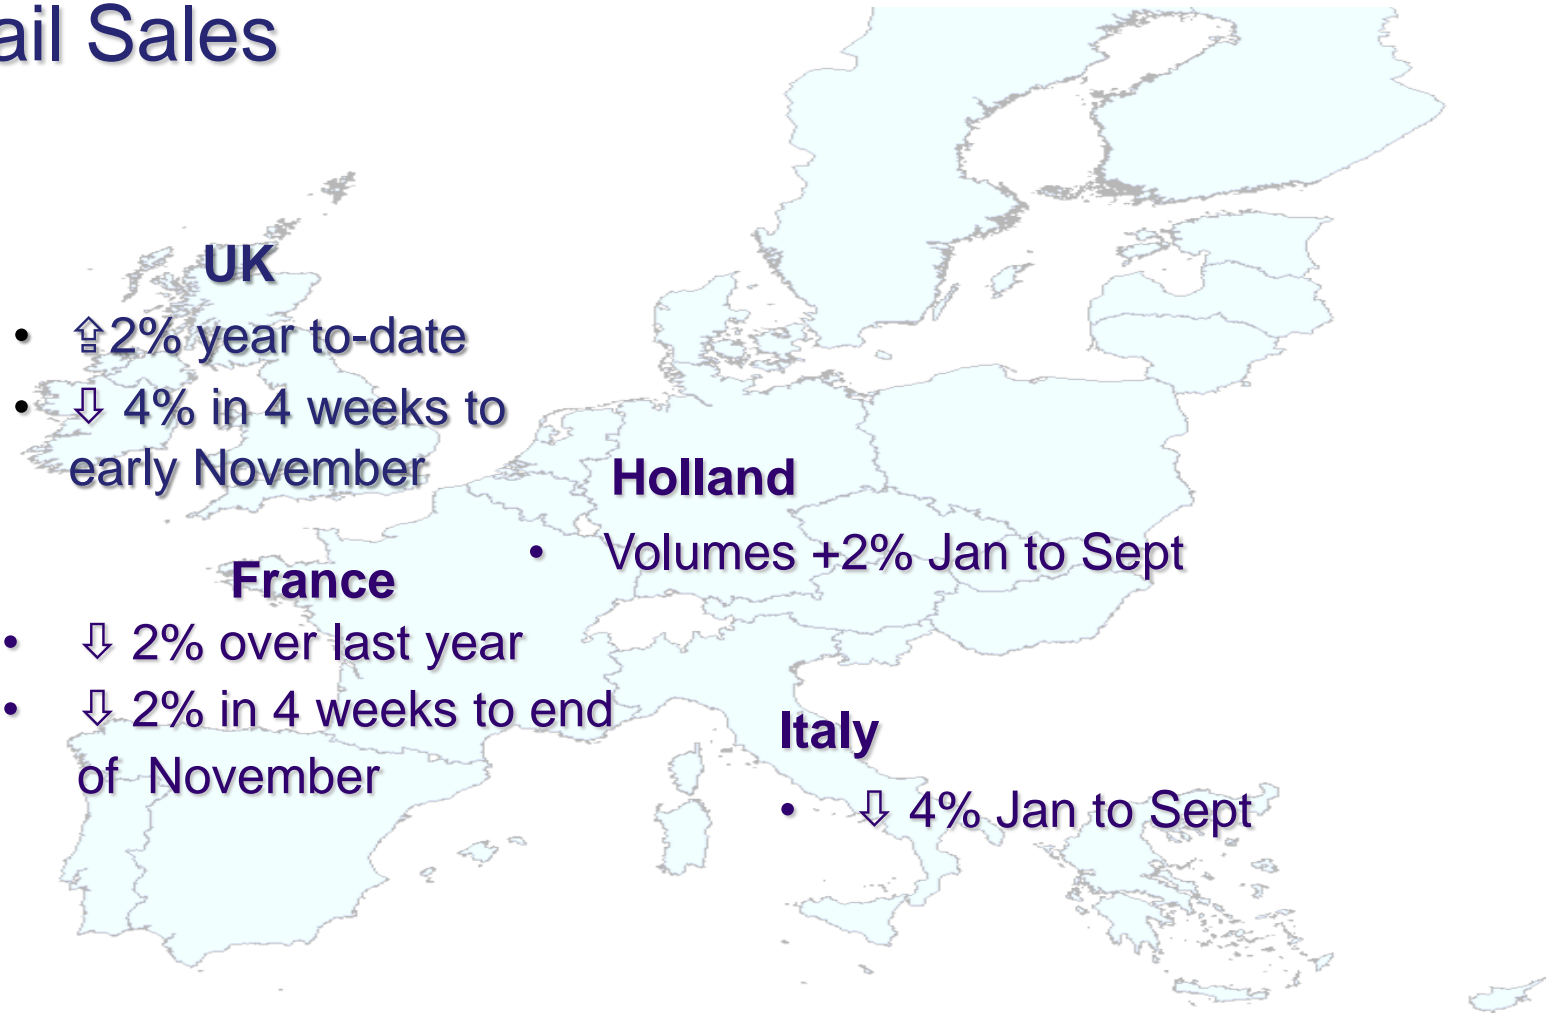 ail Sales
UK
• ⇧2% year to-date
• ⇩ 4% in 4 weeks to
early November
Holland
• Volumes +2% Jan to Sept
France
• ⇩ 2% over last year
• ⇩ 2% in 4 weeks to end
of November
Italy
• ⇩ 4% Jan to Sept